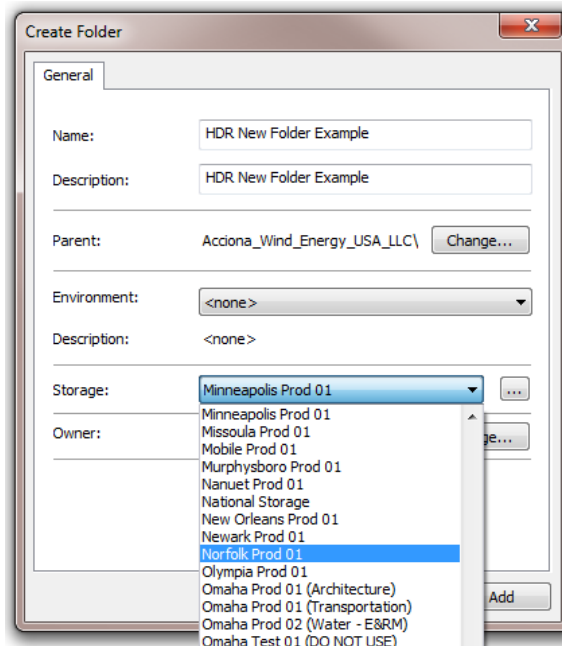 Create Folder
General
Name: HDR New Folder Example
Description: HDR New Folder Example
Parent: Acciona_Wind_Energy_USA_LLC\ Change...
Environment: <none>
Description: <none>
Storage: Minneapolis Prod 01 ...
Minneapolis Prod 01
Missoula Prod 01
Mobile Prod 01
Owner: ge...
Murphysboro Prod 01
Nanuet Prod 01
National Storage
New Orleans Prod 01
Newark Prod 01
Norfolk Prod 01
Olympia Prod 01
Omaha Prod 01 (Architecture)
Add
Omaha Prod 01 (Transportation)
Omaha Prod 02 (Water - E&RM)
Omaha Test 01 (DO NOT USE)